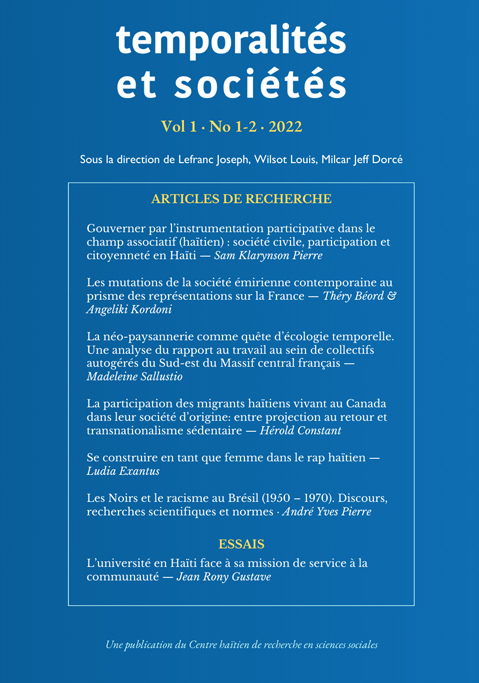 temporalités
et sociétés
Vol 1 · No 1-2 · 2022
Sous la direction de Lefranc Joseph, Wilsot Louis, Milcar Jeff Dorcé
ARTICLES DE RECHERCHE
Gouverner par l'instrumentation participative dans le
champ associatif (haïtien) : société civile, participation et
citoyenneté en Haïti — Sam Klarynson Pierre
Les mutations de la société émirienne contemporaine au
prisme des représentations sur la France — Théry Béord &
Angeliki Kordoni
La néo-paysannerie comme quête d'écologie temporelle.
Une analyse du rapport au travail au sein de collectifs
autogérés du Sud-est du Massif central français —
Madeleine Sallustio
La participation des migrants haïtiens vivant au Canada
dans leur société d'origine: entre projection au retour et
transnationalisme sédentaire — Hérold Constant
Se construire en tant que femme dans le rap haïtien —
Ludia Exantus
Les Noirs et le racisme au Brésil (1950 – 1970). Discours,
recherches scientifiques et normes · André Yves Pierre
ESSAIS
L'université en Haïti face à sa mission de service à la
communauté — Jean Rony Gustave
Une publication du Centre haïtien de recherche en sciences sociales